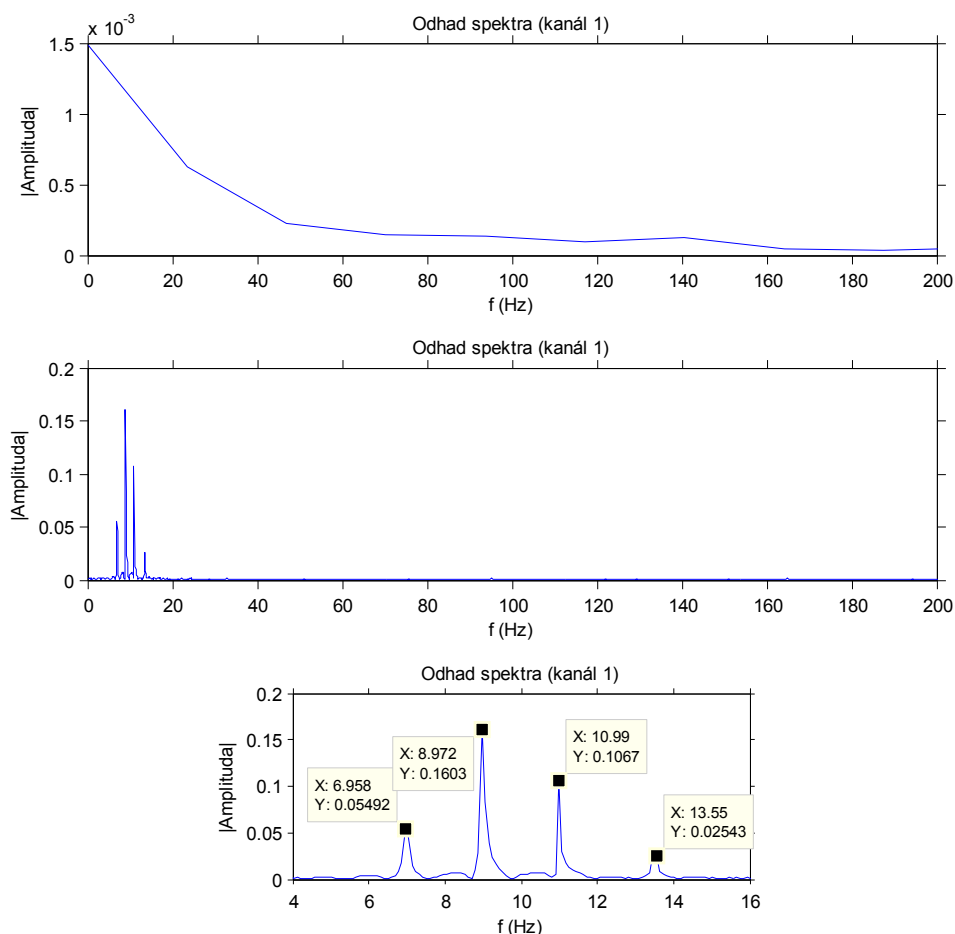 Odhad spektra (kanál 1)
x 10^-3
1.5
1
0.5
0
|Amplituda|
0 20 40 60 80 100 120 140 160 180 200
f (Hz)
Odhad spektra (kanál 1)
0.2
0.15
0.1
0.05
0
|Amplituda|
0 20 40 60 80 100 120 140 160 180 200
f (Hz)
Odhad spektra (kanál 1)
0.2
0.15
0.1
0.05
0
|Amplituda|
X: 6.958
Y: 0.05492
X: 8.972
Y: 0.1603
X: 10.99
Y: 0.1067
X: 13.55
Y: 0.02543
4 6 8 10 12 14 16
f (Hz)